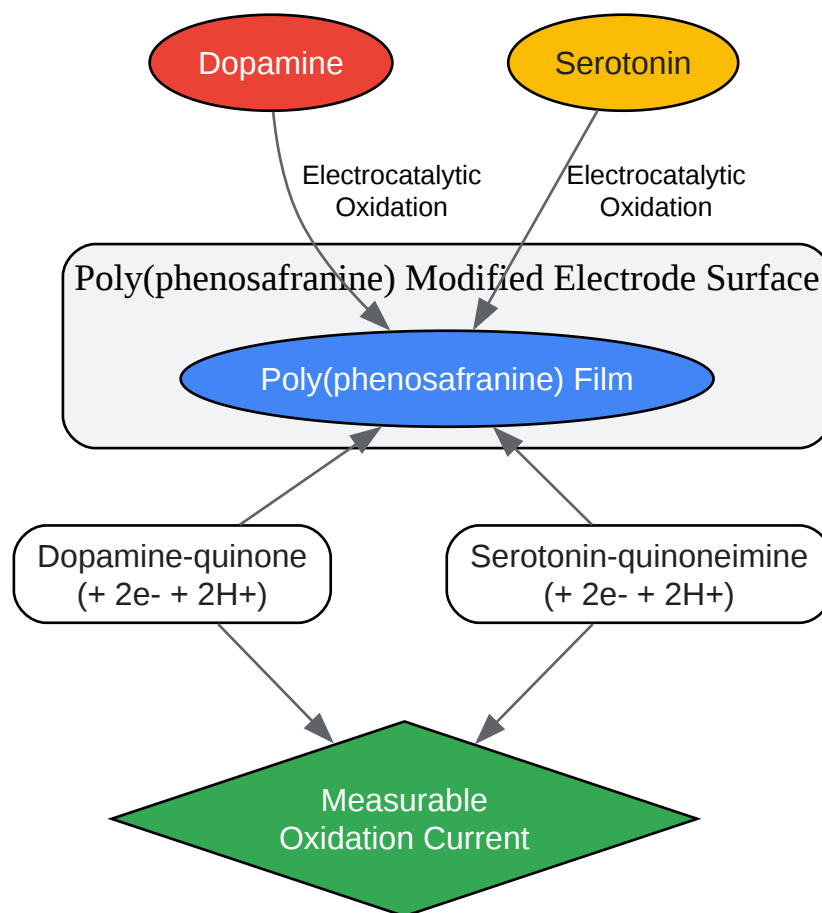 Dopamine
Serotonin
Electrocatalytic
Oxidation
Electrocatalytic
Oxidation
Poly(phenosafranine) Modified Electrode Surface
Poly(phenosafranine) Film
Dopamine-quinone
(+ 2e- + 2H+)
Serotonin-quinoneimine
(+ 2e- + 2H+)
Measurable
Oxidation Current